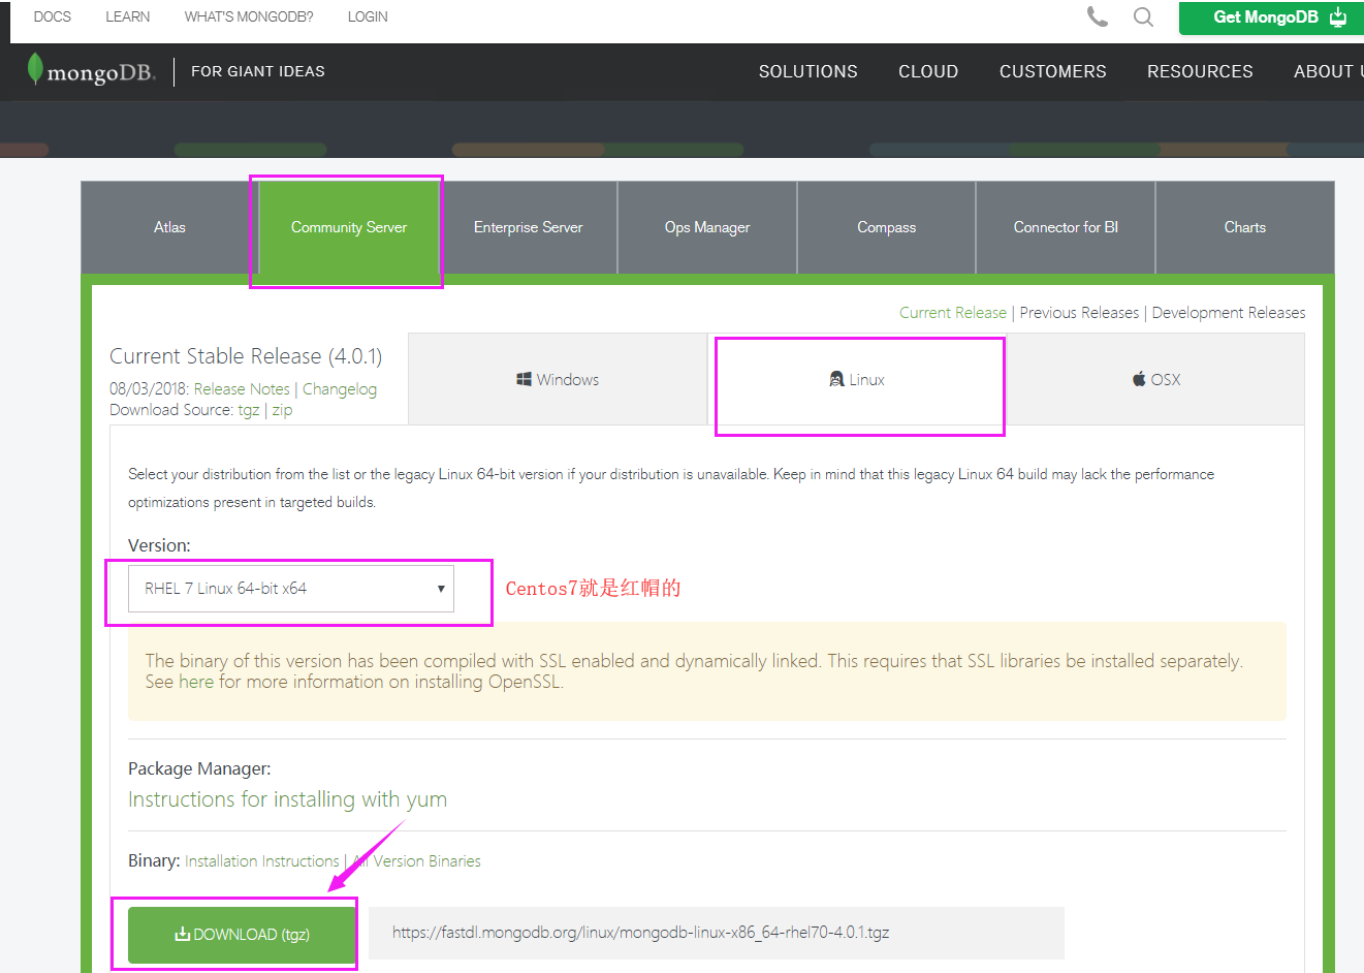 DOCS LEARN WHAT'S MONGODB? LOGIN Get MongoDB
mongoDB. FOR GIANT IDEAS SOLUTIONS CLOUD CUSTOMERS RESOURCES ABOUT U
Atlas Community Server Enterprise Server Ops Manager Compass Connector for BI Charts
Current Release | Previous Releases | Development Releases
Current Stable Release (4.0.1)
08/03/2018: Release Notes | Changelog
Download Source: tgz | zip
Windows Linux OSX
Select your distribution from the list or the legacy Linux 64-bit version if your distribution is unavailable. Keep in mind that this legacy Linux 64 build may lack the performance
optimizations present in targeted builds.
Version:
RHEL 7 Linux 64-bit x64 Centos7就是红帽的
The binary of this version has been compiled with SSL enabled and dynamically linked. This requires that SSL libraries be installed separately.
See here for more information on installing OpenSSL.
Package Manager:
Instructions for installing with yum
Binary: Installation Instructions | All Version Binaries
DOWNLOAD (tgz) https://fastdl.mongodb.org/linux/mongodb-linux-x86_64-rhel70-4.0.1.tgz